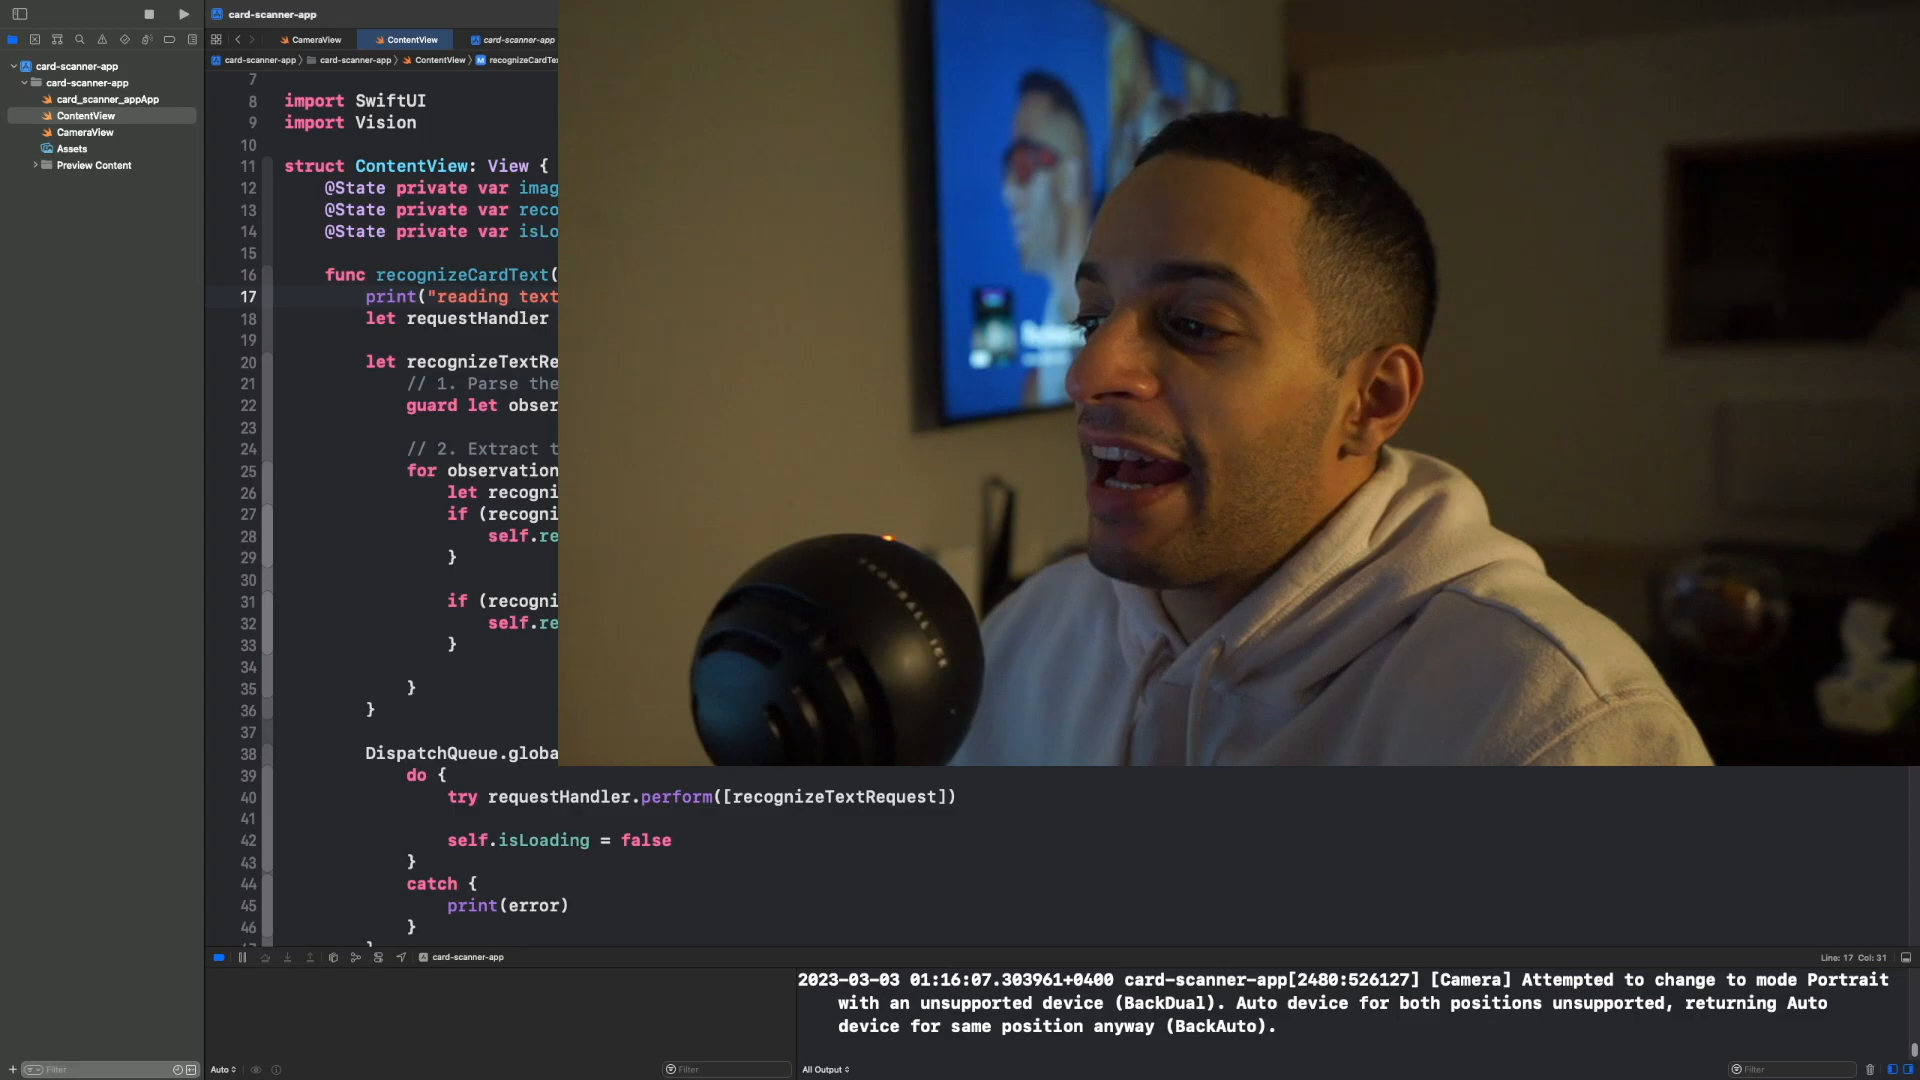 card-scanner-app
CameraView
ContentView
card-scanner-app
card-scanner-app
card-scanner-app
ContentView
recognizeCardTex
card-scanner-app
card-scanner-app
card_scanner_appApp
ContentView
CameraView
Assets
Preview Content
7
8 import SwiftUI
9 import Vision
10
11 struct ContentView: View {
12 @State private var imag
13 @State private var reco
14 @State private var isLo
15
16 func recognizeCardText(
17 print("reading text
18 let requestHandler
19
20 let recognizeTextRe
21 // 1. Parse the
22 guard let obser
23
24 // 2. Extract t
25 for observation
26 let recogni
27 if (recogni
28 self.re
29 }
30
31 if (recogni
32 self.re
33 }
34
35 }
36 }
37
38 DispatchQueue.globa
39 do {
40 try requestHandler.perform([recognizeTextRequest])
41
42 self.isLoading = false
43 }
44 catch {
45 print(error)
46 }
SNOWBALL ICE
card-scanner-app
Line: 17 Col: 31
2023-03-03 01:16:07.303961+0400 card-scanner-app[2480:526127] [Camera] Attempted to change to mode Portrait
with an unsupported device (BackDual). Auto device for both positions unsupported, returning Auto
device for same position anyway (BackAuto).
Filter
Auto
Filter
All Output
Filter